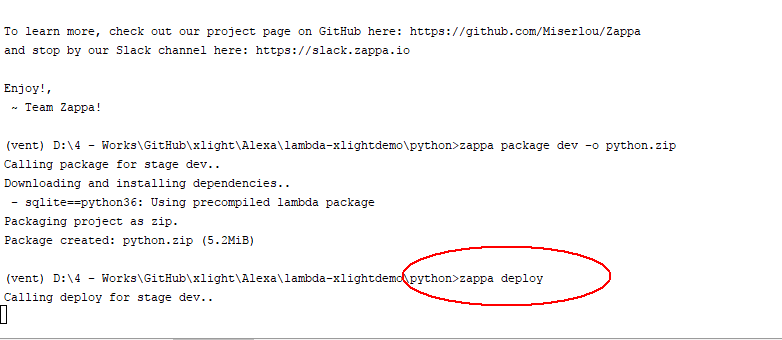 To learn more, check out our project page on GitHub here: https://github.com/Miserlou/Zappa
and stop by our Slack channel here: https://slack.zappa.io
Enjoy!,
 ~ Team Zappa!
(vent) D:\4 - Works\GitHub\xlight\Alexa\lambda-xlightdemo\python>zappa package dev -o python.zip
Calling package for stage dev..
Downloading and installing dependencies..
 - sqlite==python36: Using precompiled lambda package
Packaging project as zip.
Package created: python.zip (5.2MiB)
(vent) D:\4 - Works\GitHub\xlight\Alexa\lambda-xlightdemo\python>zappa deploy
Calling deploy for stage dev..